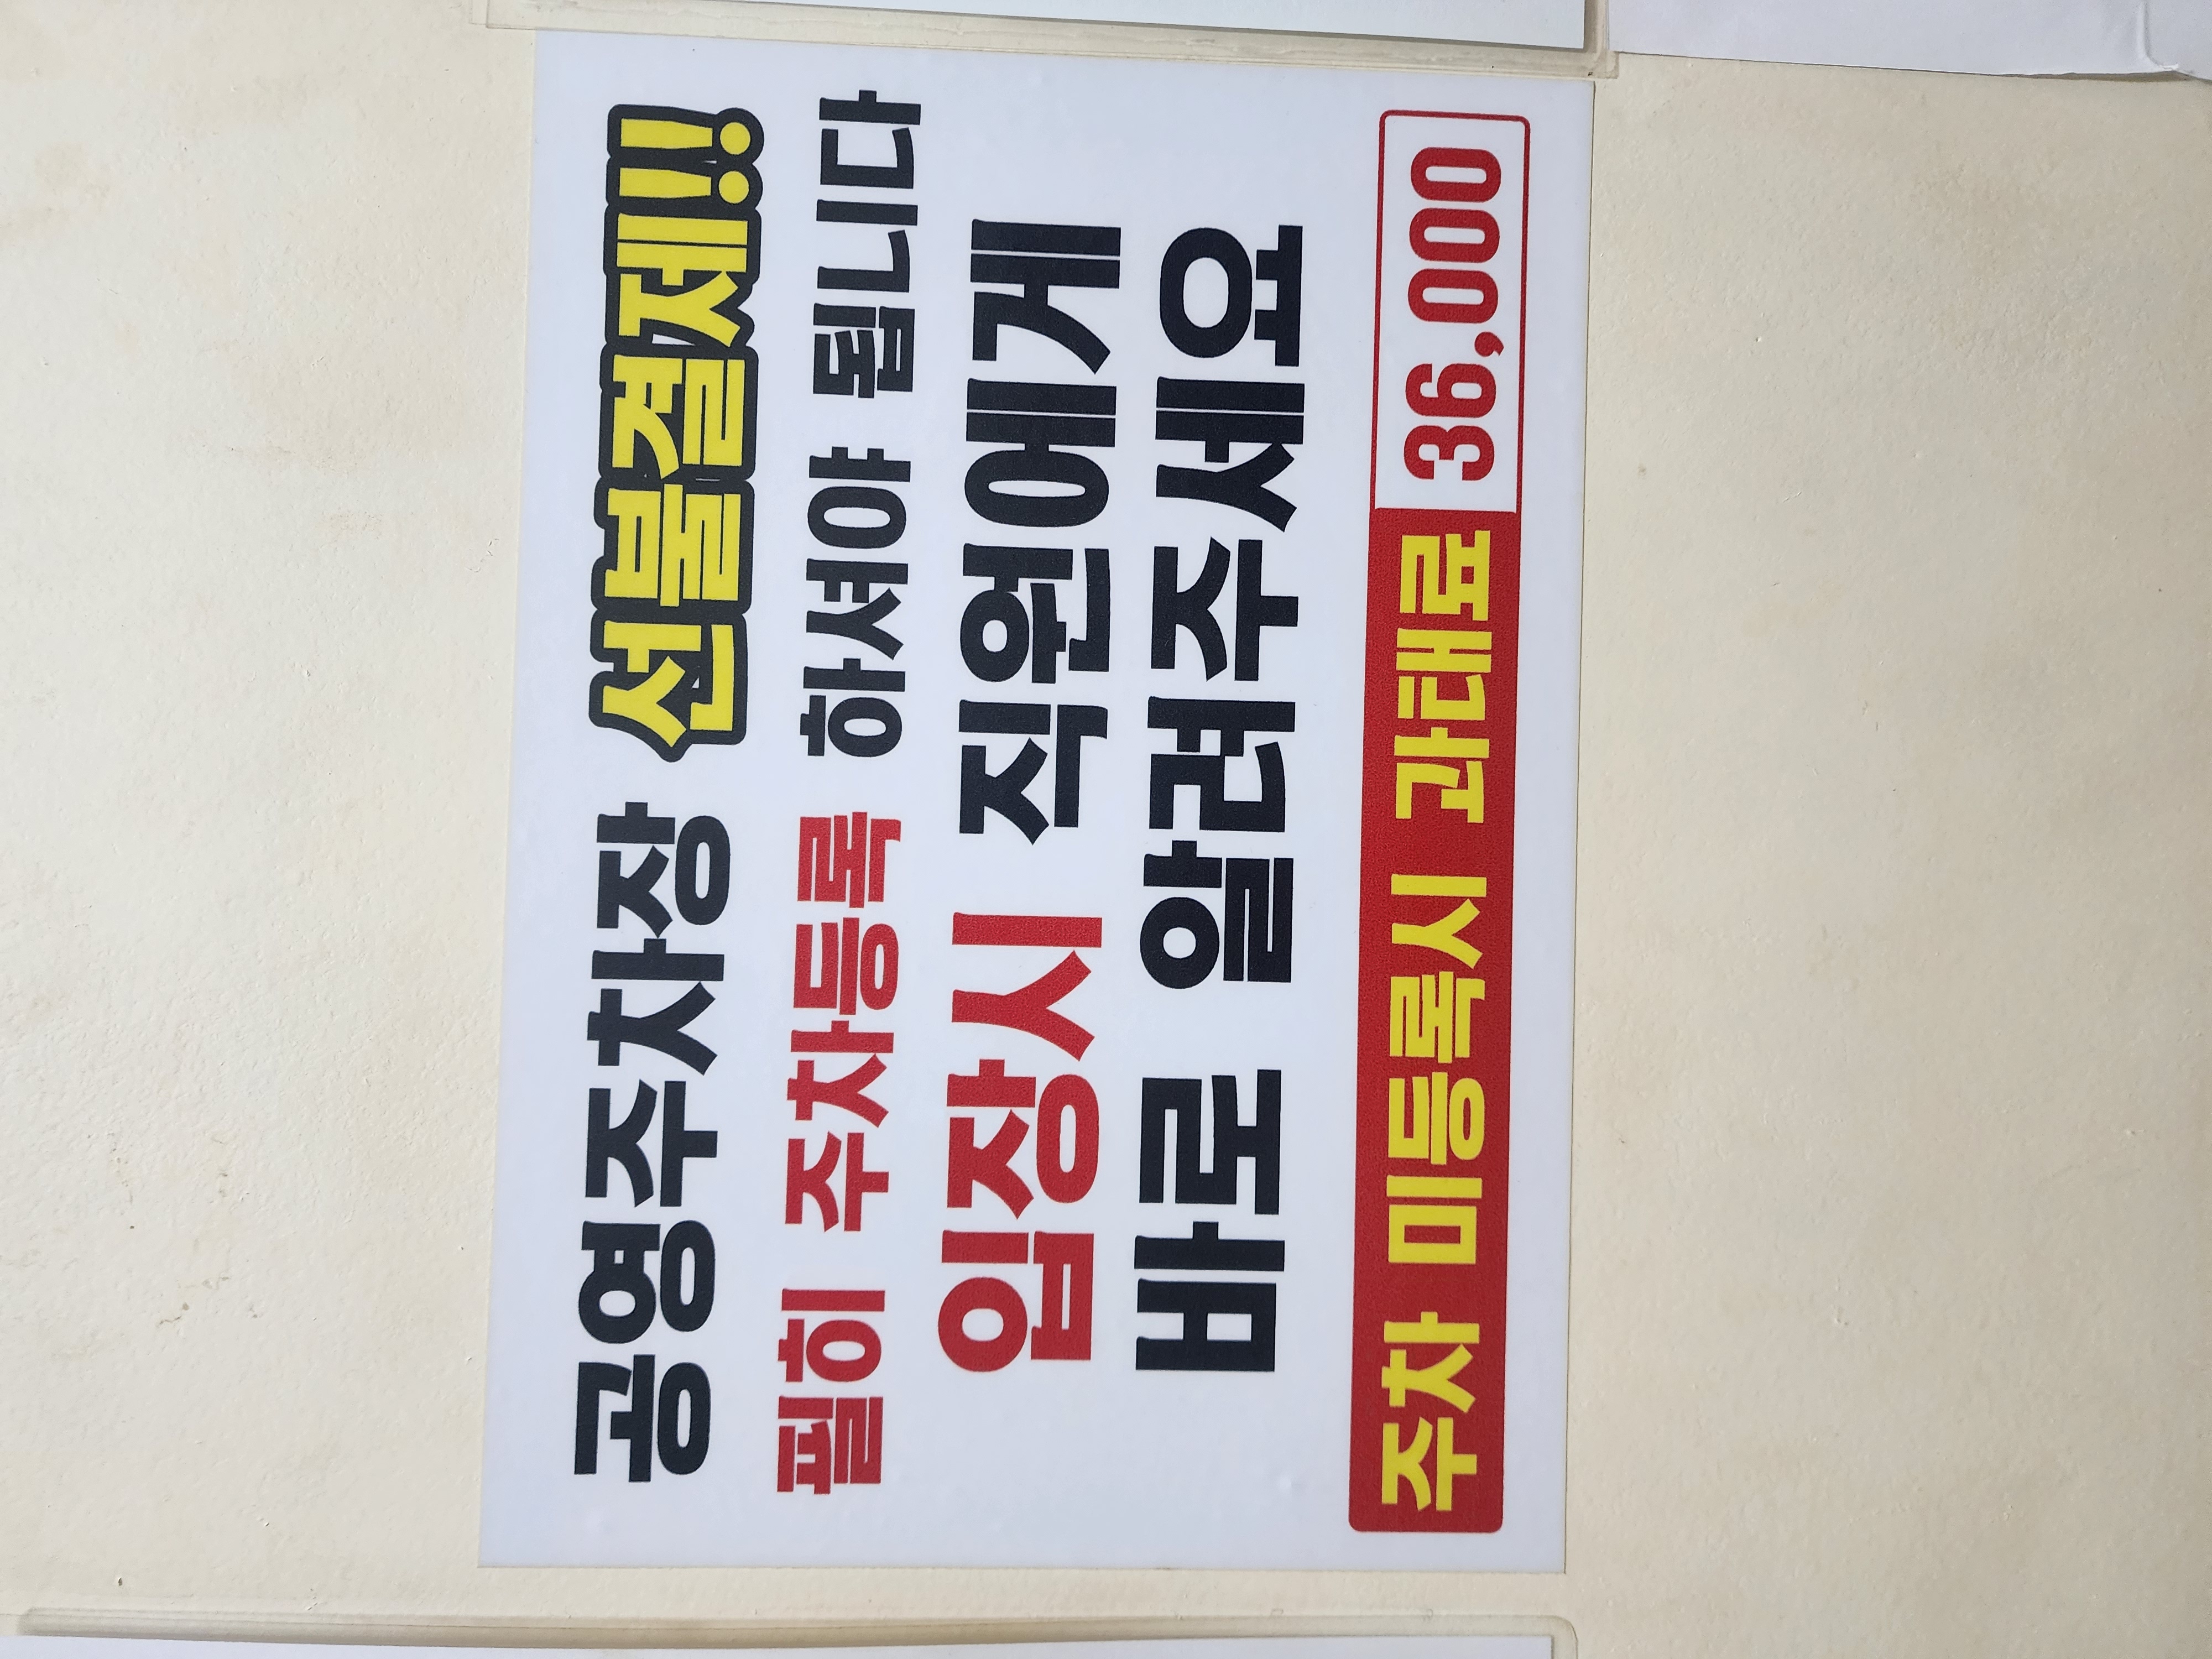 공영주차장 선불결제!!
필히 주차등록 하셔야 됩니다
입장시 직원에게
바로 알려주세요
주차 미등록시 과태료 36,000